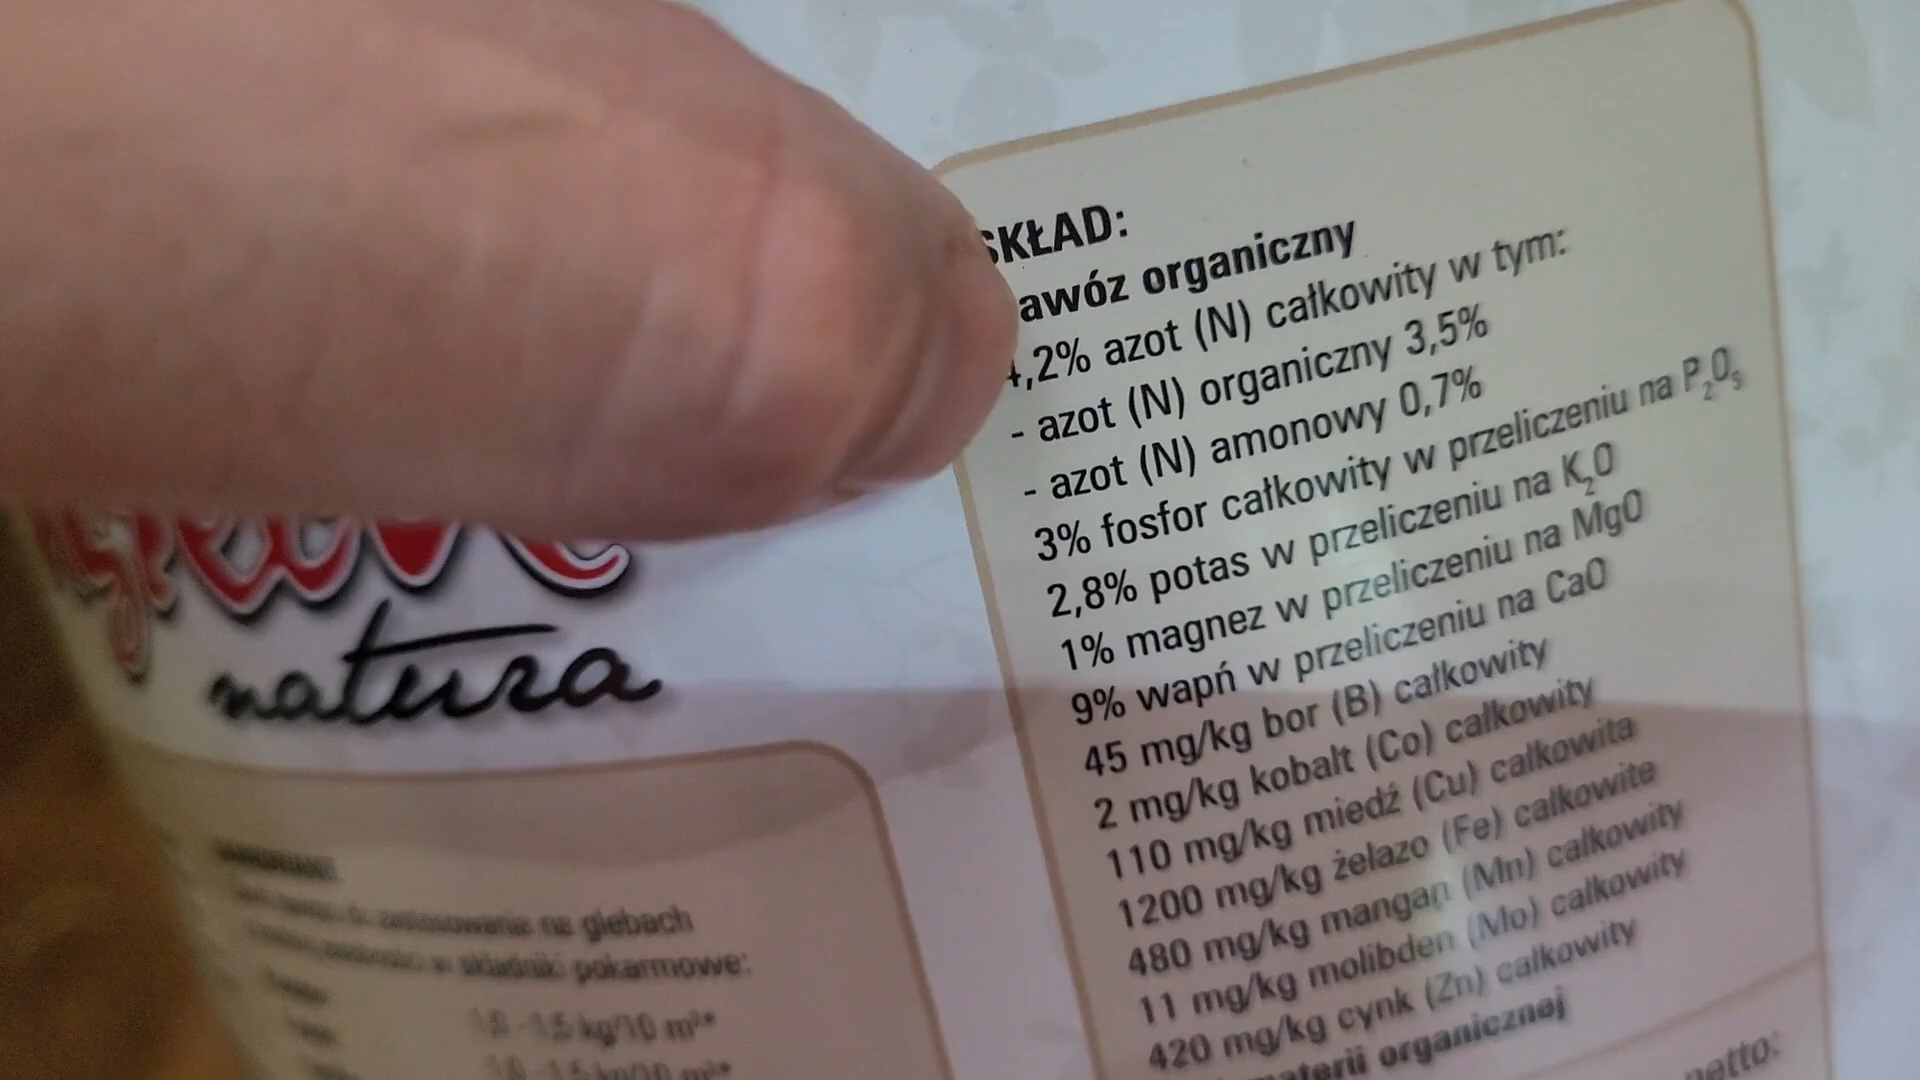 SKŁAD:
awóz organiczny
4,2% azot (N) całkowity w tym:
- azot (N) organiczny 3,5%
- azot (N) amonowy 0,7%
3% fosfor całkowity w przeliczeniu na P₂O₅
2,8% potas w przeliczeniu na K₂O
1% magnez w przeliczeniu na MgO
9% wapń w przeliczeniu na CaO
45 mg/kg bor (B) całkowity
2 mg/kg kobalt (Co) całkowity
110 mg/kg miedź (Cu) całkowita
1200 mg/kg żelazo (Fe) całkowite
480 mg/kg mangan (Mn) całkowity
11 mg/kg molibden (Mo) całkowity
420 mg/kg cynk (Zn) całkowity
materii organicznej
netto:
natura
zastosowania na glebach
w składniki pokarmowe:
1,0 - 1,5 kg/10 m²*